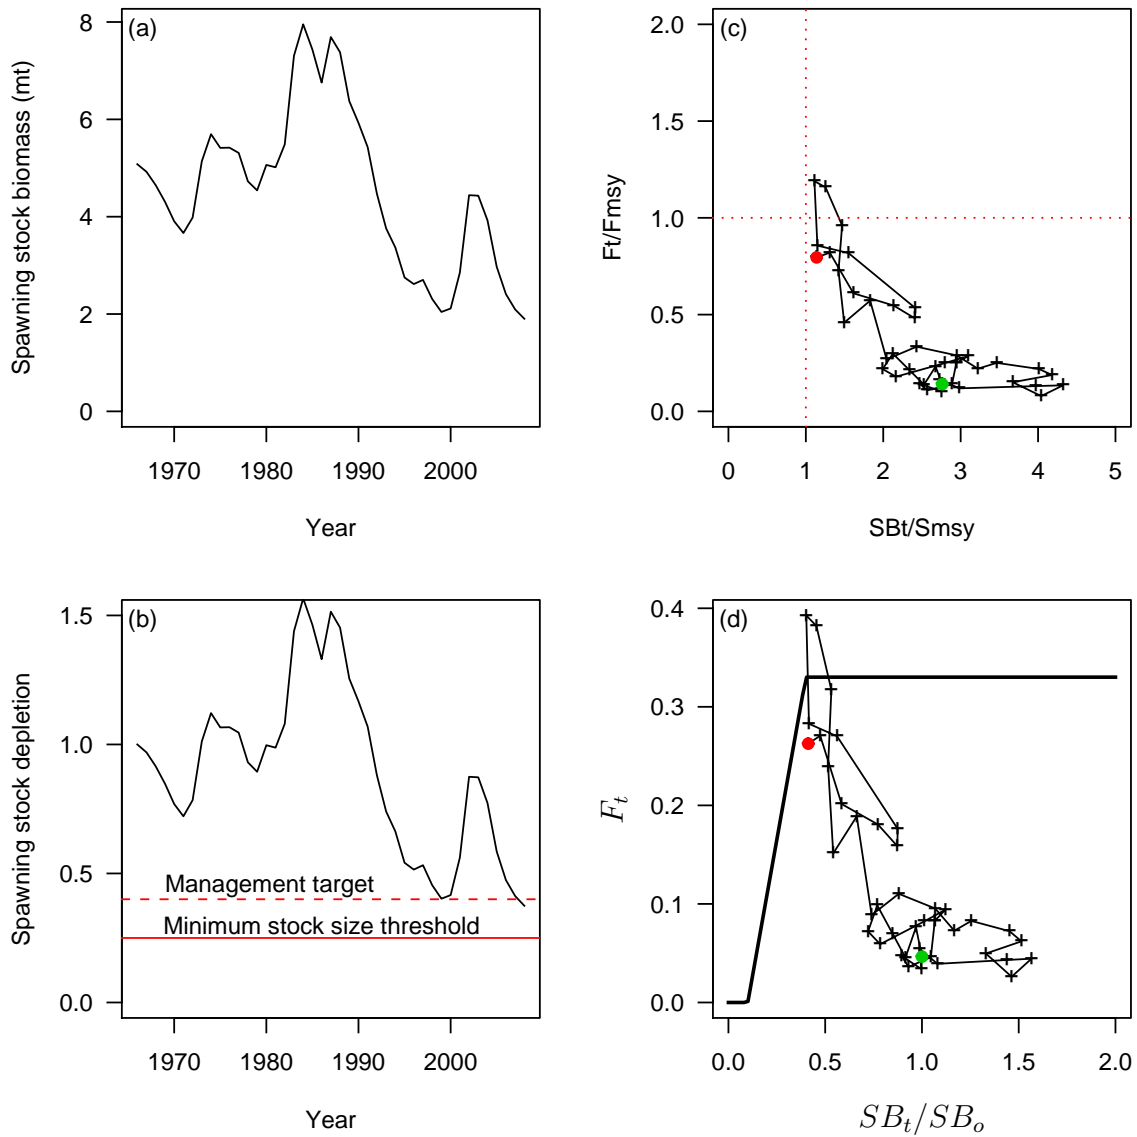 (a)
Spawning stock biomass (mt)
8
6
4
2
0
1970 1980 1990 2000
Year
(c)
Ft/Fmsy
2.0
1.5
1.0
0.5
0.0
0 1 2 3 4 5
SBt/Smsy
(b)
Spawning stock depletion
1.5
1.0
0.5
0.0
Management target
Minimum stock size threshold
1970 1980 1990 2000
Year
(d)
F_t
0.4
0.3
0.2
0.1
0.0
0.0 0.5 1.0 1.5 2.0
SB_t/SB_o